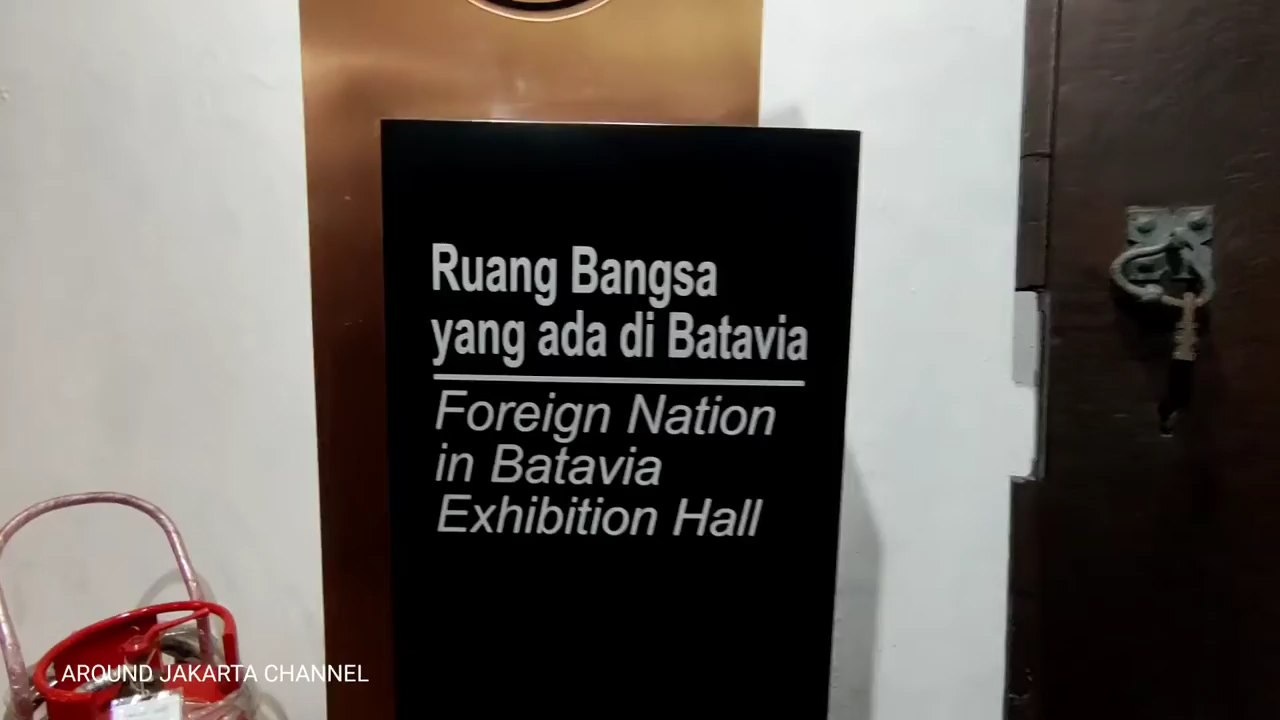 Ruang Bangsa
yang ada di Batavia
Foreign Nation
in Batavia
Exhibition Hall
AROUND JAKARTA CHANNEL